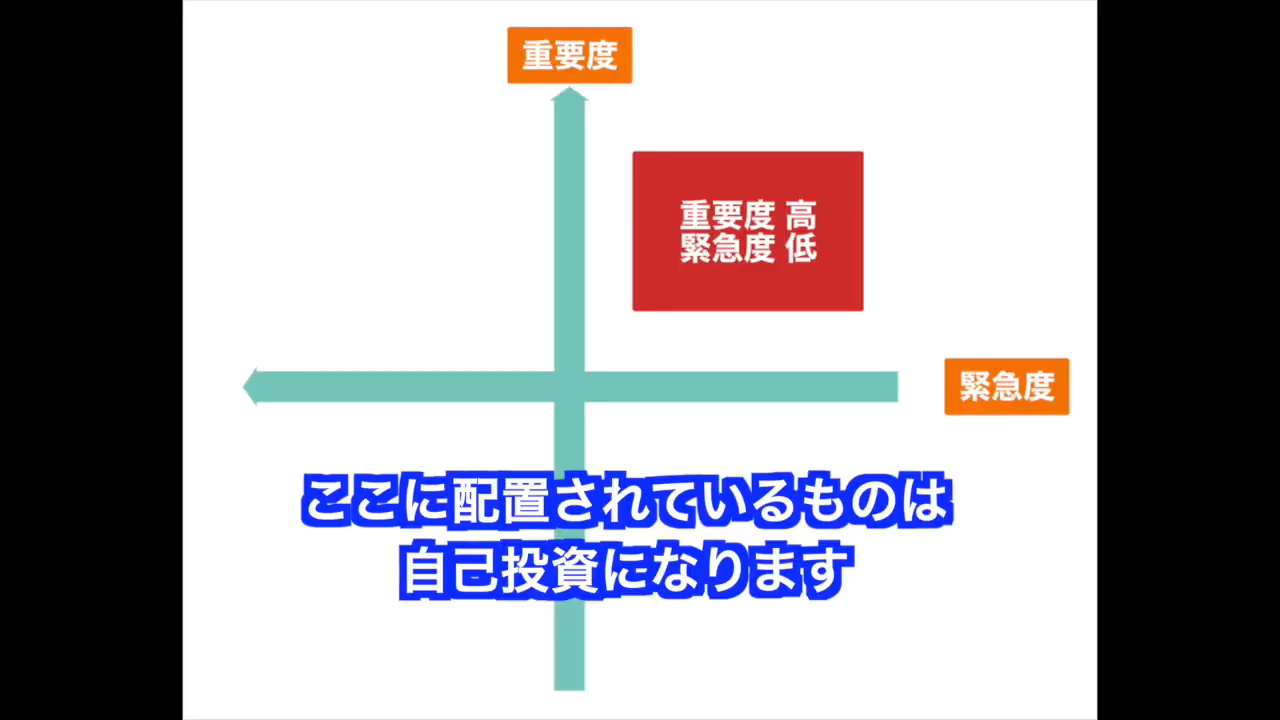 重要度
重要度 高
緊急度 低
緊急度
ここに配置されているものは
自己投資になります